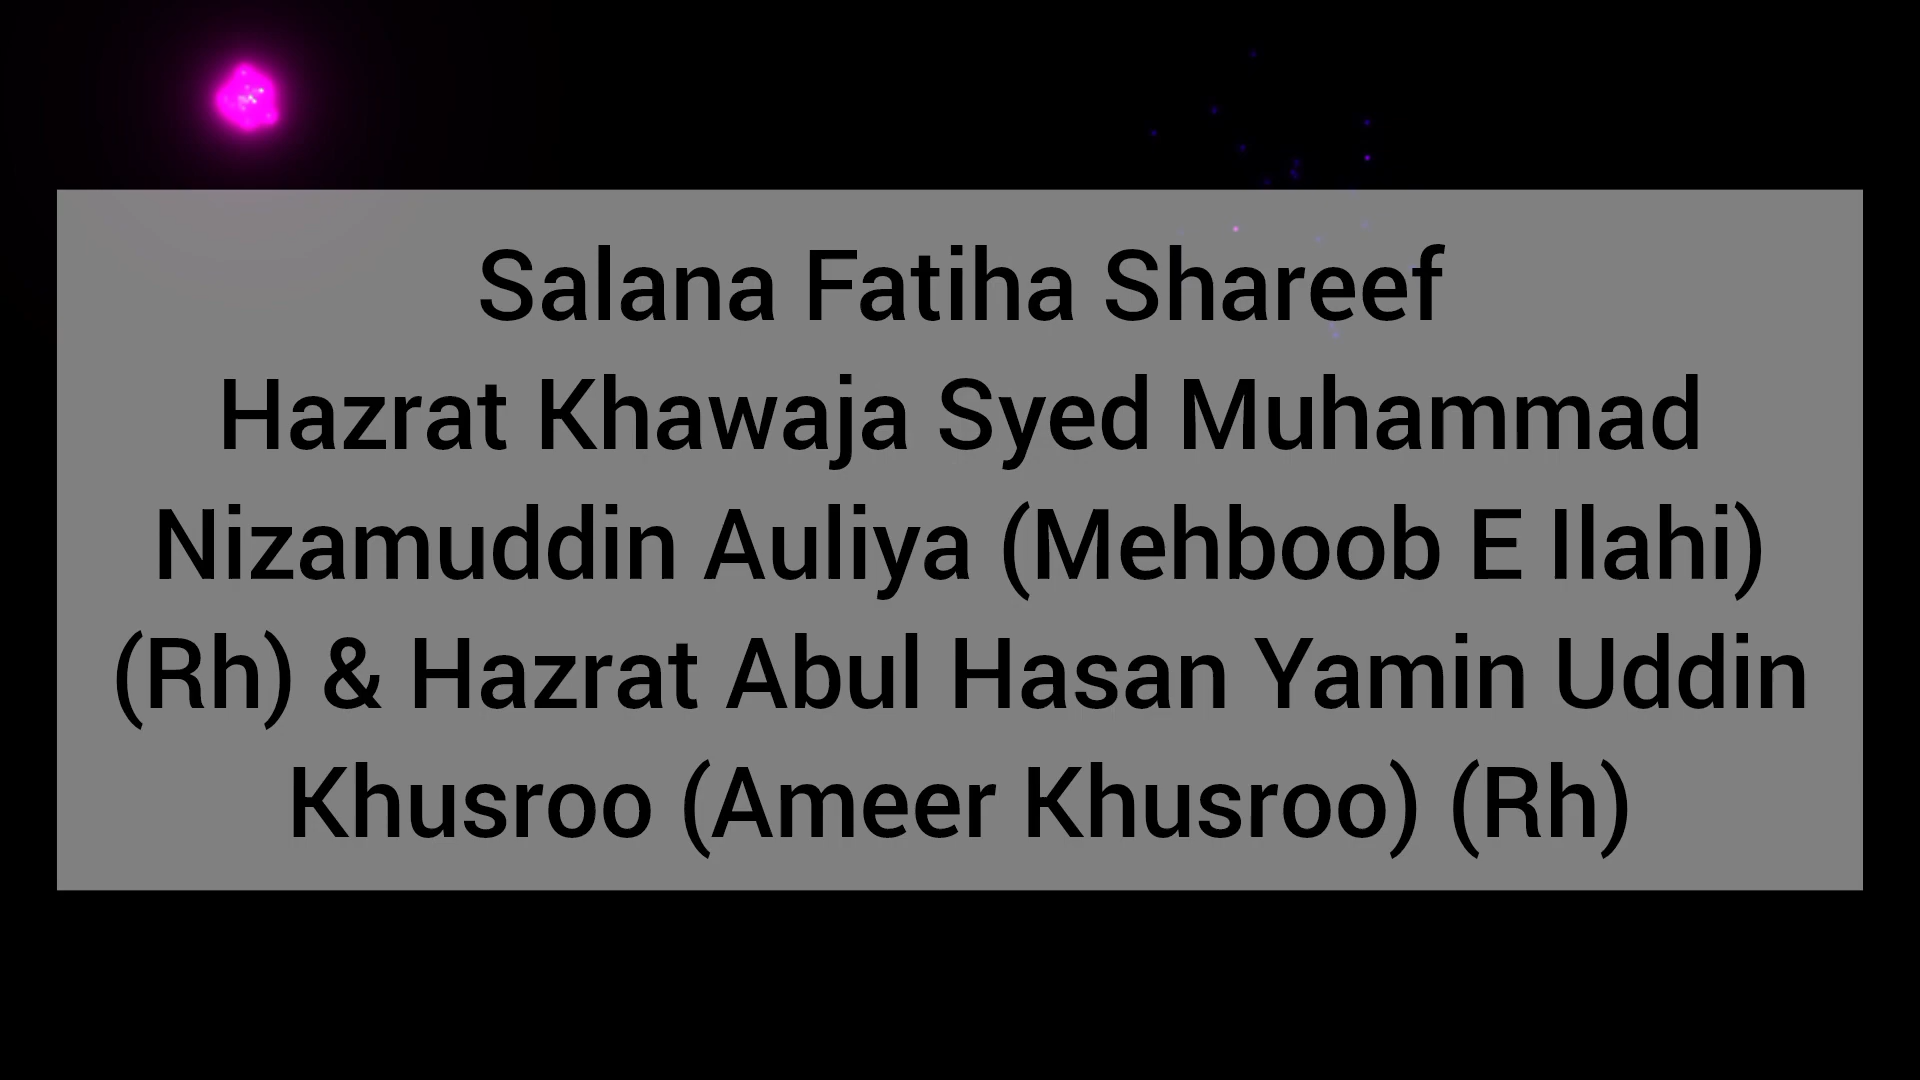 Salana Fatiha Shareef
Hazrat Khawaja Syed Muhammad
Nizamuddin Auliya (Mehboob E Ilahi)
(Rh) & Hazrat Abul Hasan Yamin Uddin
Khusroo (Ameer Khusroo) (Rh)